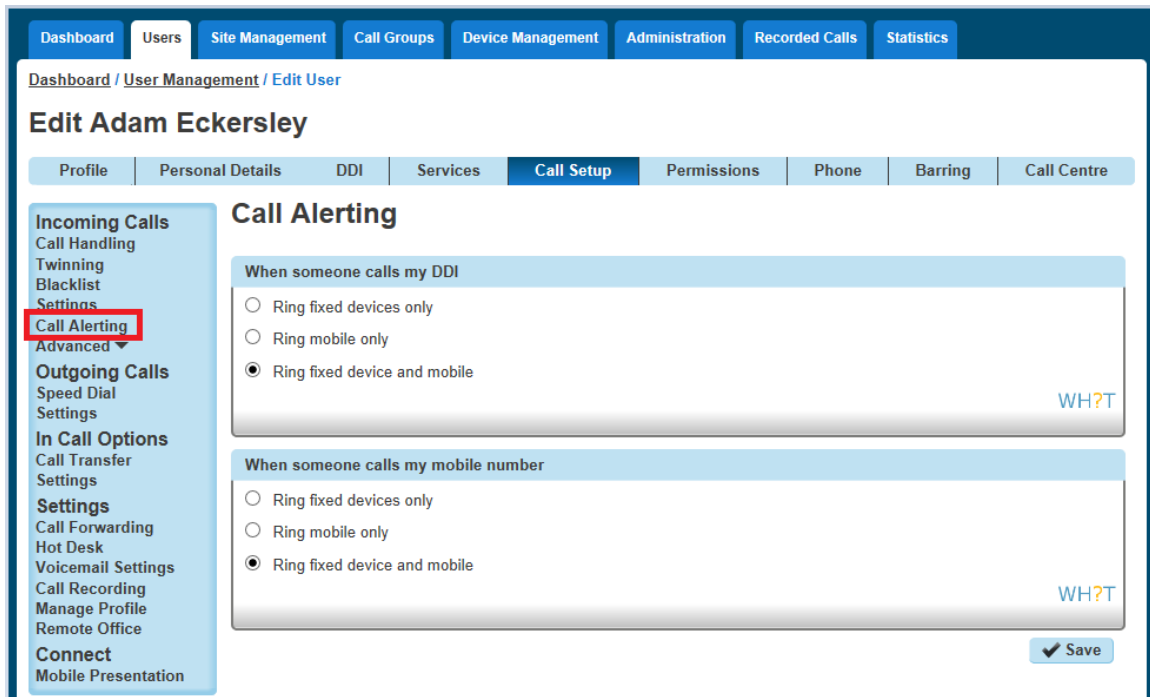 Dashboard Users Site Management Call Groups Device Management Administration Recorded Calls Statistics
Dashboard / User Management / Edit User
Edit Adam Eckersley
Profile Personal Details DDI Services Call Setup Permissions Phone Barring Call Centre
Incoming Calls
Call Handling
Twinning
Blacklist
Settings
Call Alerting
Advanced
Outgoing Calls
Speed Dial
Settings
In Call Options
Call Transfer
Settings
Settings
Call Forwarding
Hot Desk
Voicemail Settings
Call Recording
Manage Profile
Remote Office
Connect
Mobile Presentation
Call Alerting
When someone calls my DDI
Ring fixed devices only
Ring mobile only
Ring fixed device and mobile
WH?T
When someone calls my mobile number
Ring fixed devices only
Ring mobile only
Ring fixed device and mobile
WH?T
Save